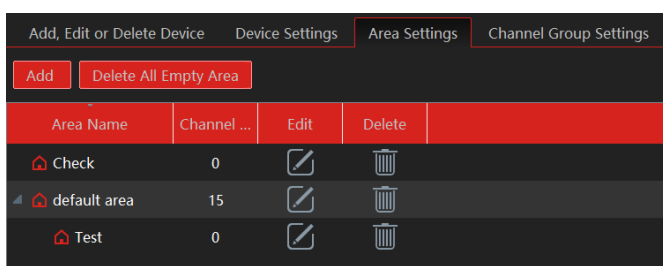 Add, Edit or Delete Device Device Settings Area Settings Channel Group Settings
Add Delete All Empty Area
Area Name Channel ... Edit Delete
Check 0
default area 15
Test 0